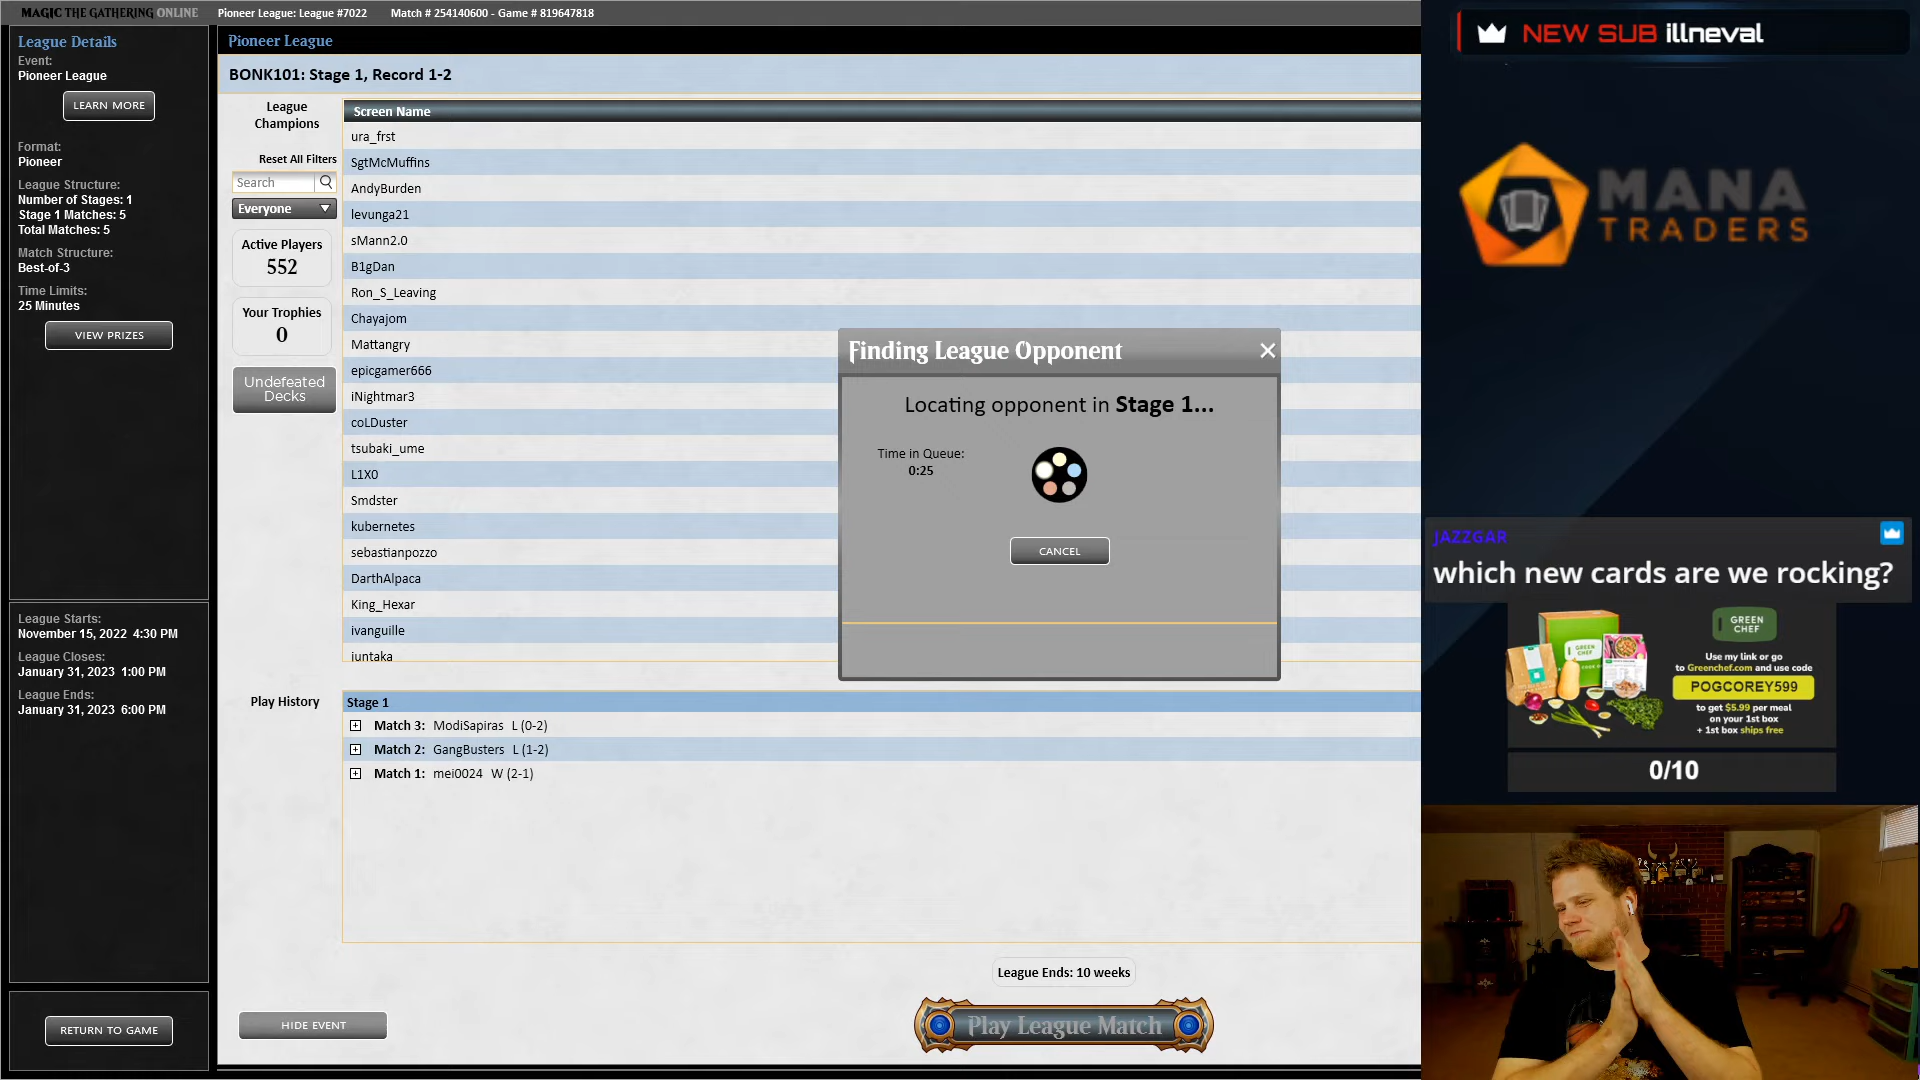 MAGIC THE GATHERING ONLINE
Pioneer League: League #7022
Match # 254140600 - Game # 819647818
League Details
Event:
Pioneer League
LEARN MORE
Format:
Pioneer
League Structure:
Number of Stages: 1
Stage 1 Matches: 5
Total Matches: 5
Match Structure:
Best-of-3
Time Limits:
25 Minutes
VIEW PRIZES
League Starts:
November 15, 2022 4:30 PM
League Closes:
January 31, 2023 1:00 PM
League Ends:
January 31, 2023 6:00 PM
RETURN TO GAME
Pioneer League
BONK101: Stage 1, Record 1-2
League
Champions
Reset All Filters
Search
Everyone
Active Players
552
Your Trophies
0
Undefeated
Decks
Screen Name
ura_frst
SgtMcMuffins
AndyBurden
levunga21
sMann2.0
B1gDan
Ron_S_Leaving
Chayajom
Mattangry
epicgamer666
iNightmar3
coLDuster
tsubaki_ume
L1X0
Smdster
kubernetes
sebastianpozzo
DarthAlpaca
King_Hexar
ivanguille
iuntaka
Finding League Opponent
Locating opponent in Stage 1...
Time in Queue:
0:25
CANCEL
Play History
Stage 1
Match 3: ModiSapiras L (0-2)
Match 2: GangBusters L (1-2)
Match 1: mei0024 W (2-1)
League Ends: 10 weeks
HIDE EVENT
Play League Match
NEW SUB illneval
MANA
TRADERS
JAZZGAR
which new cards are we rocking?
GREEN
CHEF
Use my link or go
to Greenchef.com and use code
POGCOREY599
to get $5.99 per meal
on your 1st box
+ 1st box ships free
0/10